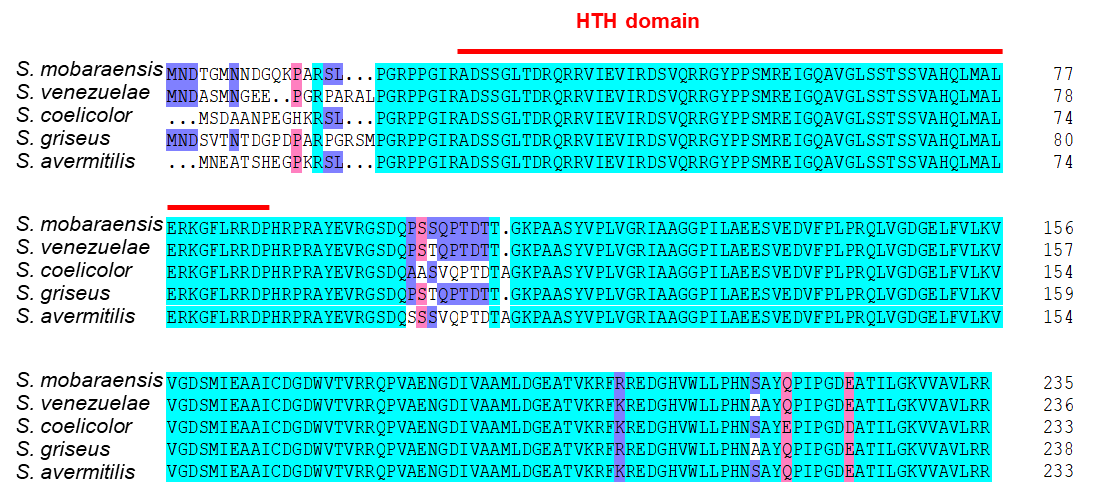 HTH domain
S. mobaraensis MNDTGMNNDGQKPARSL...PGRPPGIRADSSGLTDRQRRVIEVIRDSVQRRGYPPSMREIGQAVGLSSTSSVAHQLMAL 77
S. venezuelae MNDASMNGEE..PGRPARALPGRPPGIRADSSGLTDRQRRVIEVIRDSVQRRGYPPSMREIGQAVGLSSTSSVAHQLMAL 78
S. coelicolor ...MSDAANPEGHKRSL...PGRPPGIRADSSGLTDRQRRVIEVIRDSVQRRGYPPSMREIGQAVGLSSTSSVAHQLMAL 74
S. griseus MNDSVTNTDGPDPARPGRSMPGRPPGIRADSSGLTDRQRRVIEVIRDSVQRRGYPPSMREIGQAVGLSSTSSVAHQLMAL 80
S. avermitilis ...MNEATSHEGPKRSL...PGRPPGIRADSSGLTDRQRRVIEVIRDSVQRRGYPPSMREIGQAVGLSSTSSVAHQLMAL 74
S. mobaraensis ERKGFLRRDPHRPRAYEVRGSDQPSSQPTDTT.GKPAASYVPLVGRIAAGGPILAEESVEDVFPLPRQLVGDGELFVLKV 156
S. venezuelae ERKGFLRRDPHRPRAYEVRGSDQPSTQPTDTT.GKPAASYVPLVGRIAAGGPILAEESVEDVFPLPRQLVGDGELFVLKV 157
S. coelicolor ERKGFLRRDPHRPRAYEVRGSDQAASVQPTDTAGKPAASYVPLVGRIAAGGPILAEESVEDVFPLPRQLVGDGELFVLKV 154
S. griseus ERKGFLRRDPHRPRAYEVRGSDQPSTQPTDTT.GKPAASYVPLVGRIAAGGPILAEESVEDVFPLPRQLVGDGELFVLKV 159
S. avermitilis ERKGFLRRDPHRPRAYEVRGSDQSSSVQPTDTAGKPAASYVPLVGRIAAGGPILAEESVEDVFPLPRQLVGDGELFVLKV 154
S. mobaraensis VGDSMIEAAICDGDWVTVRRQPVAENGDIVAAMLDGEATVKRFRREDGHVWLLPHNSAYQPIPGDEATILGKVVAVLRR 235
S. venezuelae VGDSMIEAAICDGDWVTVRRQPVAENGDIVAAMLDGEATVKRFKREDGHVWLLPHNAAYQPIPGDEATILGKVVAVLRR 236
S. coelicolor VGDSMIEAAICDGDWVTVRRQPVAENGDIVAAMLDGEATVKRFKREDGHVWLLPHNSAYEPIPGDDATILGKVVAVLRR 233
S. griseus VGDSMIEAAICDGDWVTVRRQPVAENGDIVAAMLDGEATVKRFKREDGHVWLLPHNAAYQPIPGDEATILGKVVAVLRR 238
S. avermitilis VGDSMIEAAICDGDWVTVRRQPVAENGDIVAAMLDGEATVKRFKREDGHVWLLPHNSAYQPIPGDEATILGKVVAVLRR 233